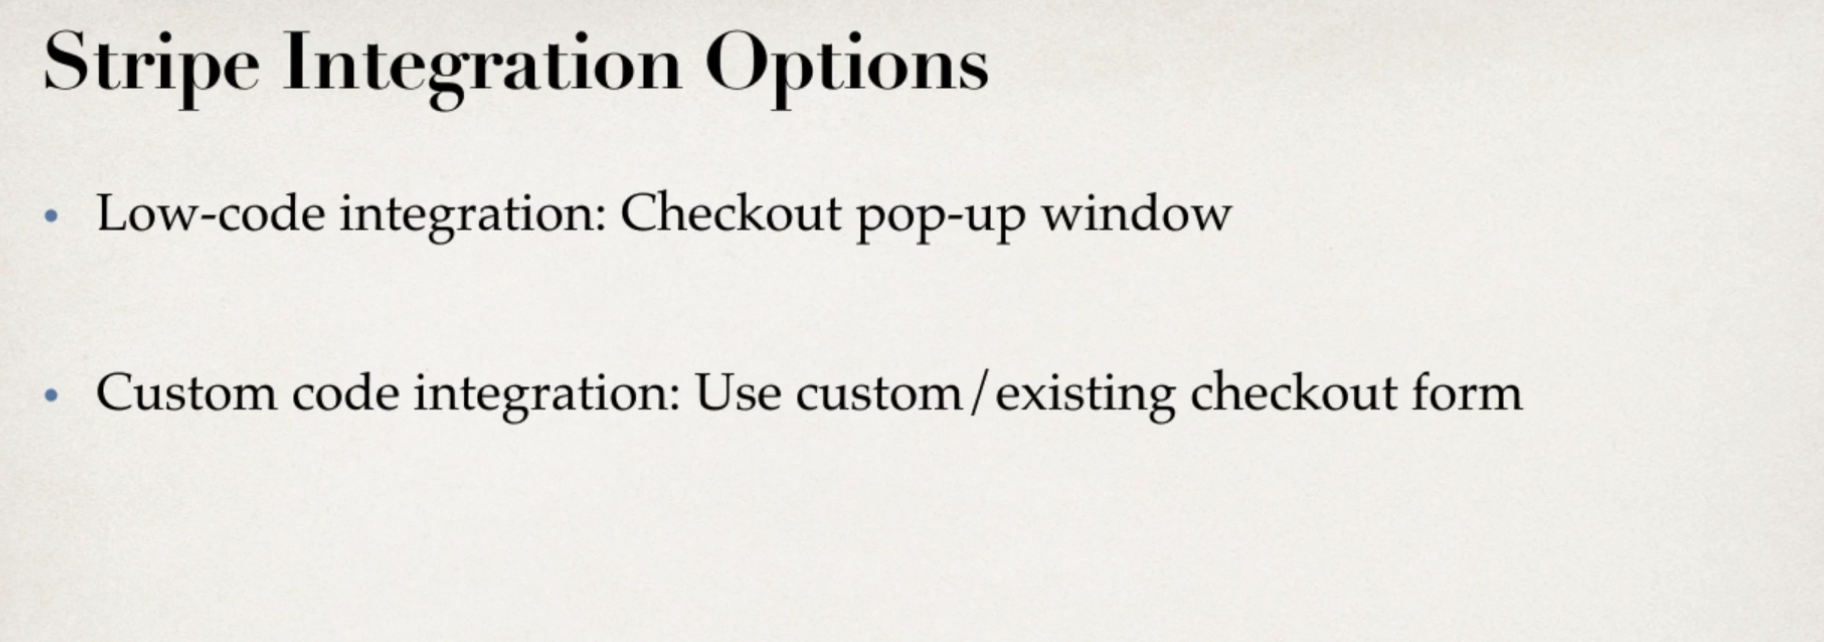 Stripe Integration Options
• Low-code integration: Checkout pop-up window
• Custom code integration: Use custom/existing checkout form